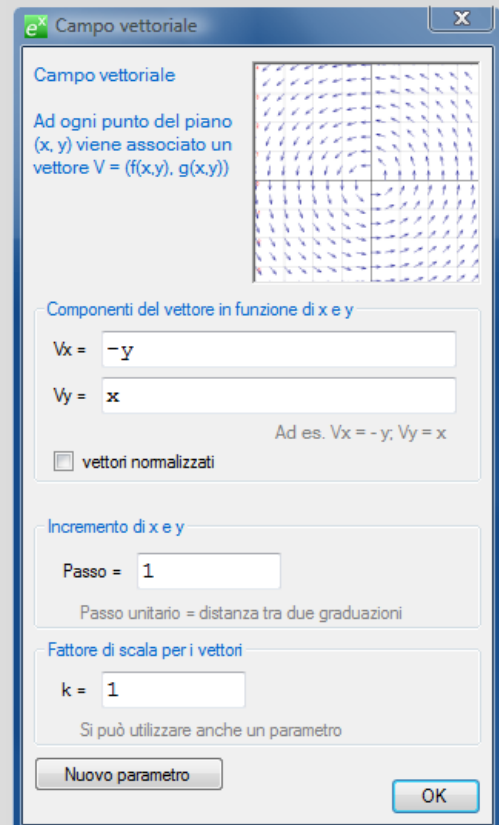 eˣ Campo vettoriale
Campo vettoriale
Ad ogni punto del piano
(x, y) viene associato un
vettore V = (f(x,y), g(x,y))
Componenti del vettore in funzione di x e y
Vx = -y
Vy = x
Ad es. Vx = - y; Vy = x
vettori normalizzati
Incremento di x e y
Passo = 1
Passo unitario = distanza tra due graduazioni
Fattore di scala per i vettori
k = 1
Si può utilizzare anche un parametro
Nuovo parametro
OK